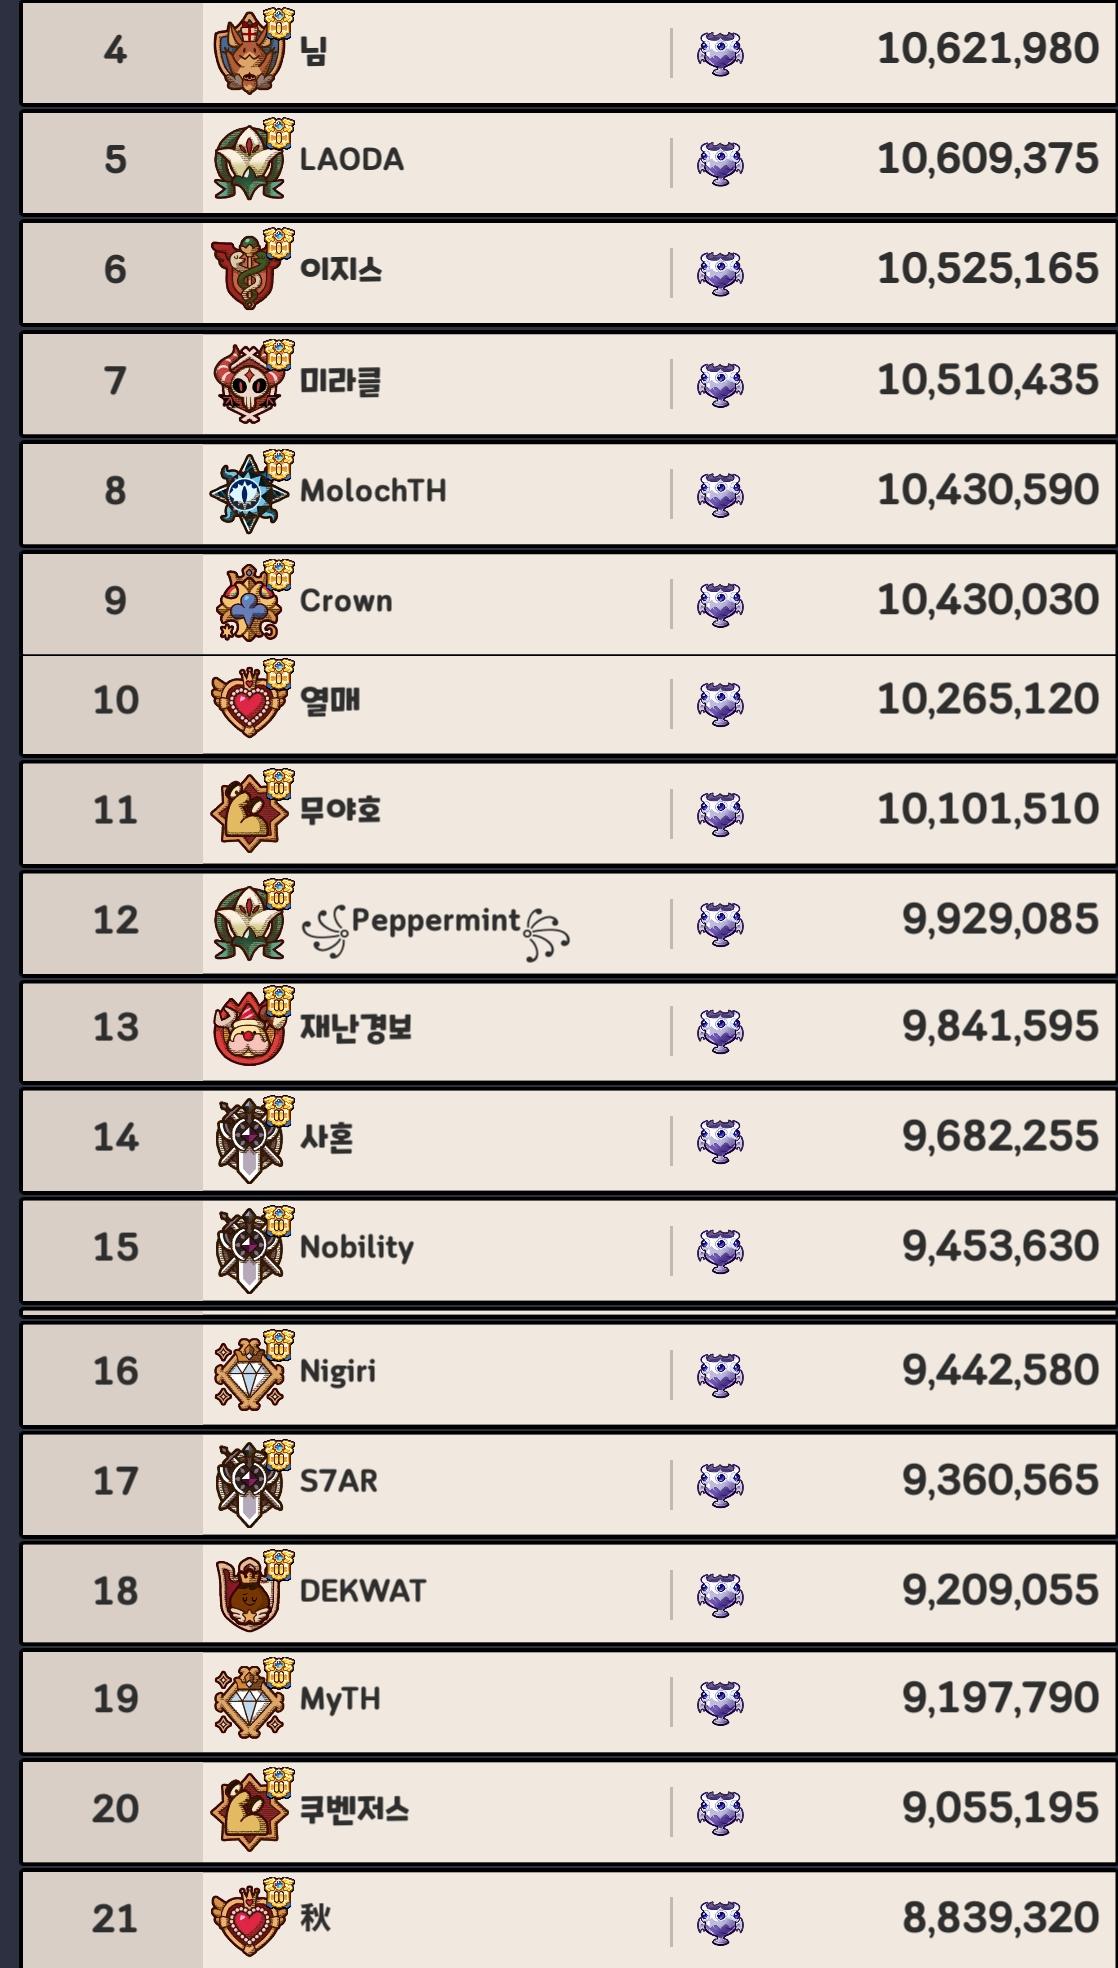 4 님 10,621,980
5 LAODA 10,609,375
6 이지스 10,525,165
7 미라클 10,510,435
8 MolochTH 10,430,590
9 Crown 10,430,030
10 열매 10,265,120
11 무야호 10,101,510
12 ꧁Peppermint꧂ 9,929,085
13 재난경보 9,841,595
14 사혼 9,682,255
15 Nobility 9,453,630
16 Nigiri 9,442,580
17 S7AR 9,360,565
18 DEKWAT 9,209,055
19 MyTH 9,197,790
20 쿠벤저스 9,055,195
21 秋 8,839,320